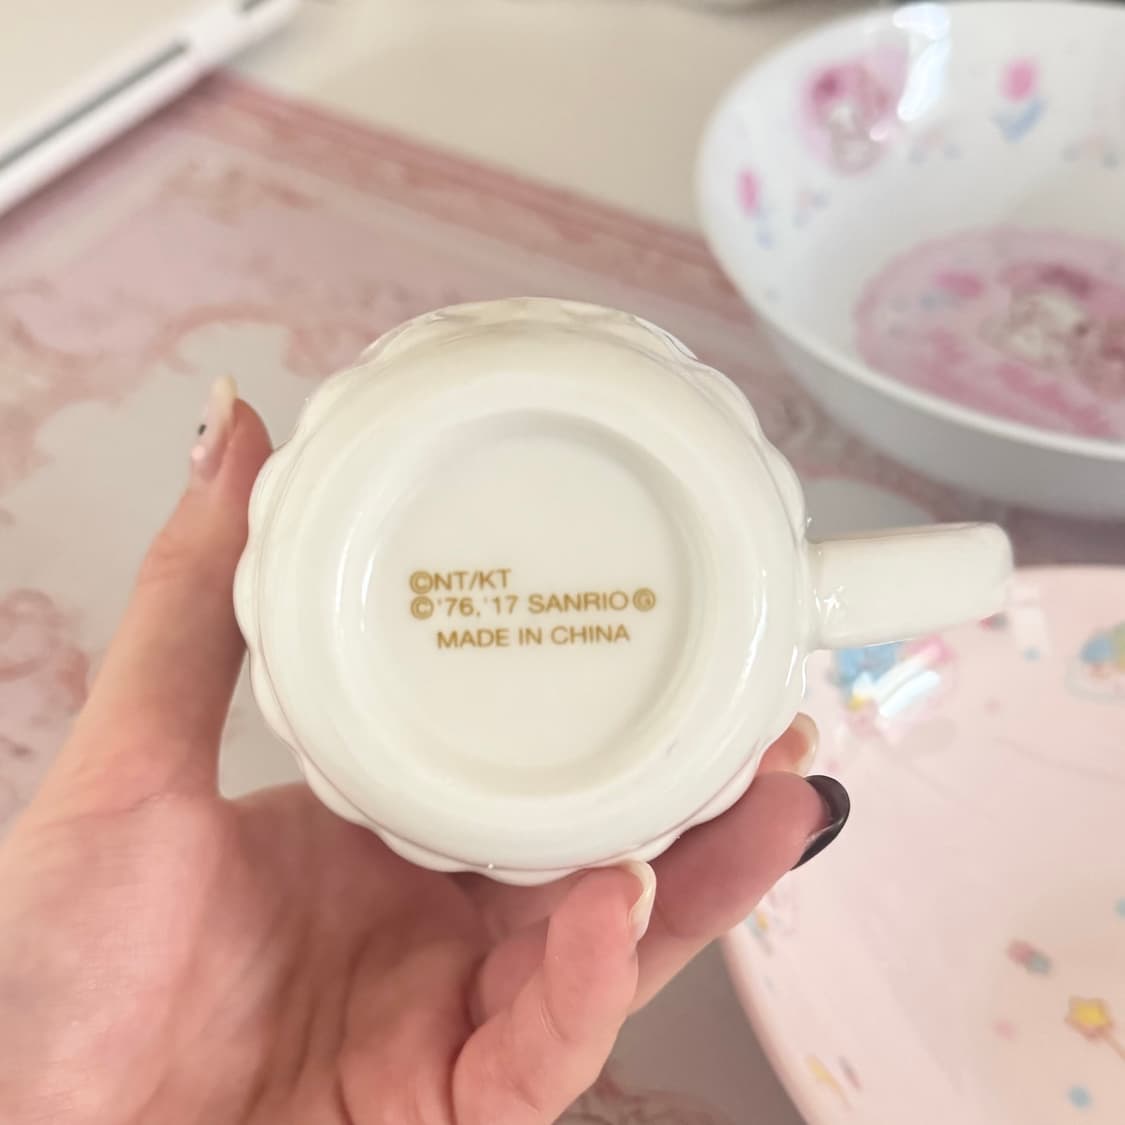 ©NT/KT
©'76,'17 SANRIO Ⓖ
MADE IN CHINA